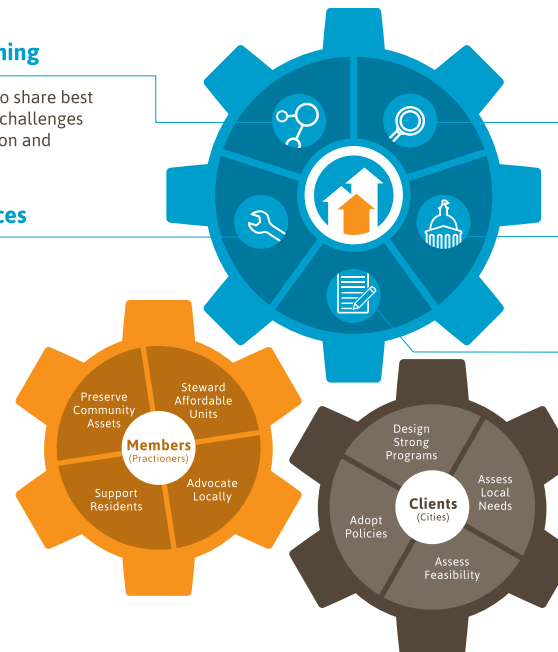 ning
o share best
challenges
on and
ces
Preserve
Community
Assets
Steward
Affordable
Units
Members
(Practioners)
Support
Residents
Advocate
Locally
Design
Strong
Programs
Assess
Local
Needs
Clients
(Cities)
Adopt
Policies
Assess
Feasibility